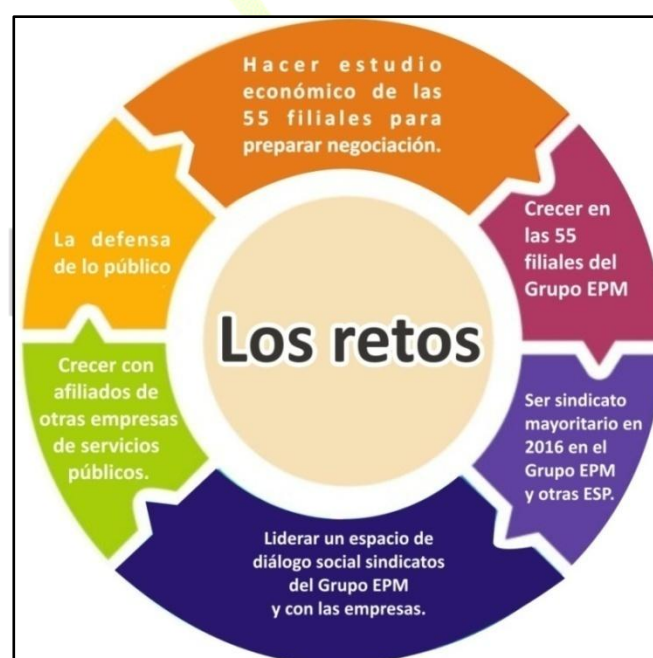 Hacer estudio
económico de las
55 filiales para
preparar negociación.
Crecer en
las 55
filiales del
Grupo EPM
Ser sindicato
mayoritario en
2016 en el
Grupo EPM
y otras ESP.
Liderar un espacio de
diálogo social sindicatos
del Grupo EPM
y con las empresas.
Crecer con
afiliados de
otras empresas
de servicios
públicos.
La defensa
de lo público
Los retos